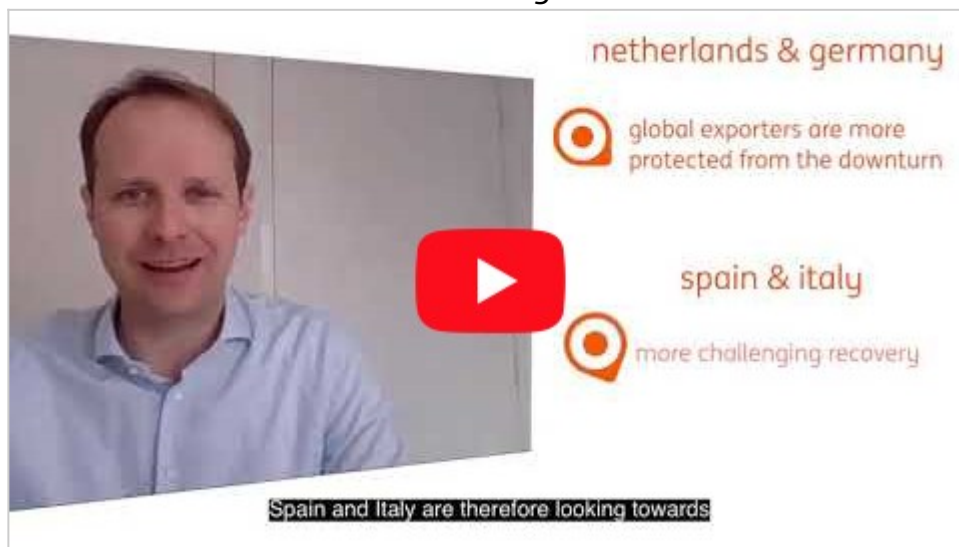 netherlands & germany
global exporters are more
protected from the downturn
spain & italy
more challenging recovery
Spain and Italy are therefore looking towards